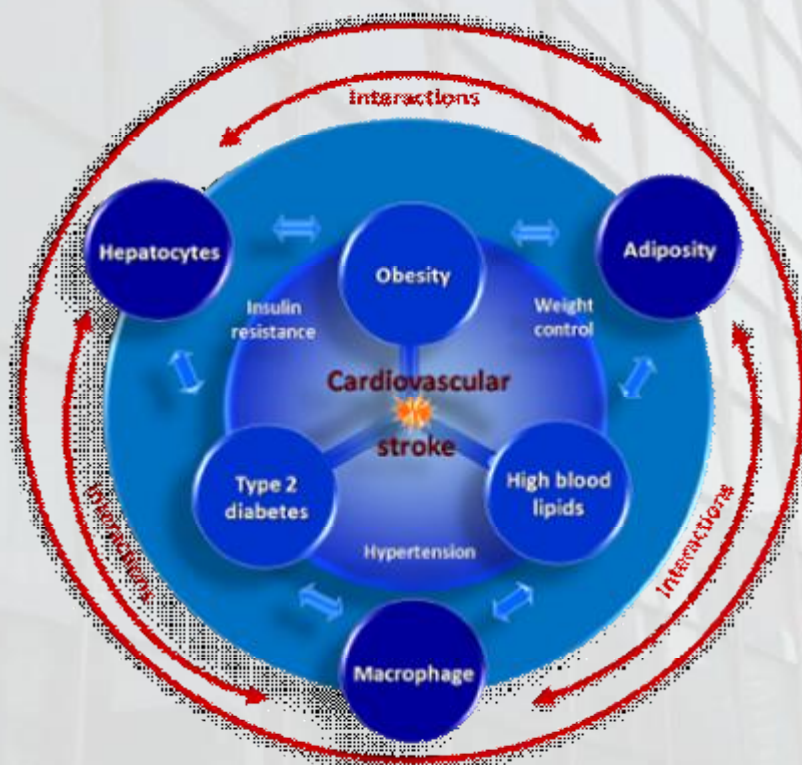 Interactions
Hepatocytes
Adiposity
Obesity
Insulin
resistance
Weight
control
Cardiovascular
stroke
Type 2
diabetes
High blood
lipids
Interactions
Interactions
Hypertension
Macrophage